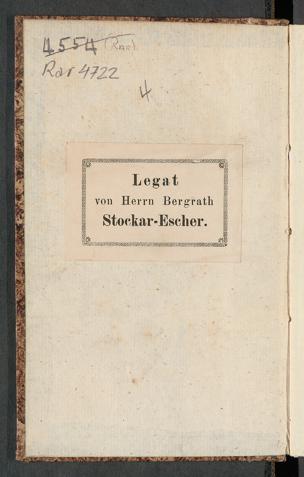 4554 (Rar)
Rar 4722
4
Legat
von Herrn Bergrath
Stockar-Escher.